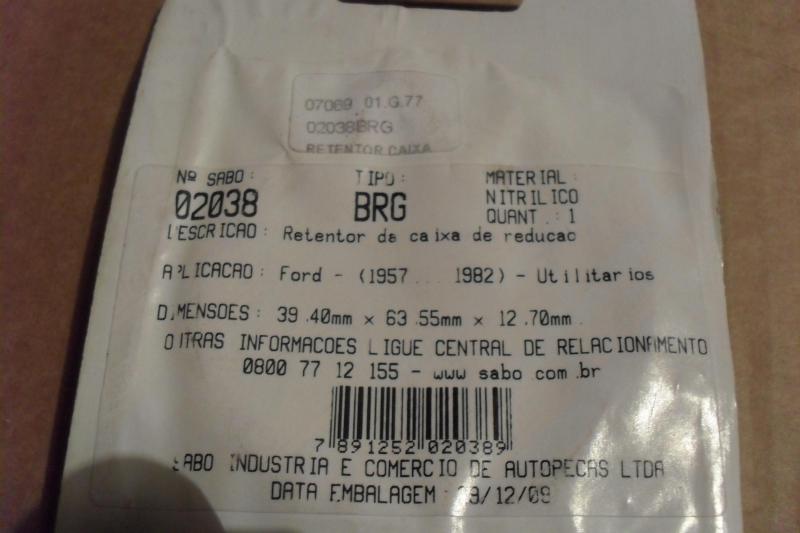 07069 01.G.77
02038BRG
RETENTOR CAIXA
Nº SABO : TIPO : MATERIAL :
02038 BRG NITRILICO
QUANT . : 1
DESCRICAO : Retentor da caixa de reducao
APLICACAO : Ford - (1957 ... 1982) - Utilitarios
DIMENSOES : 39.40mm x 63.55mm x 12.70mm
OUTRAS INFORMACOES LIGUE CENTRAL DE RELACIONAMENTO
0800 77 12 155 - www.sabo.com.br
7 891252 020389
SABO INDUSTRIA E COMERCIO DE AUTOPECAS LTDA
DATA EMBALAGEM :